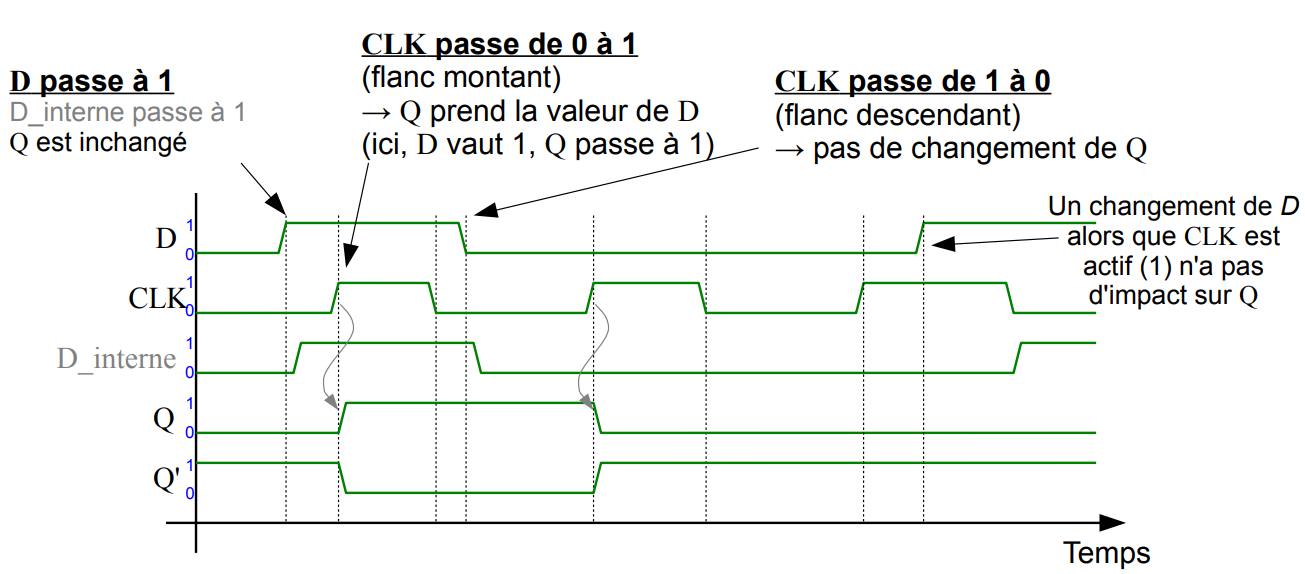 D passe à 1
D_interne passe à 1
Q est inchangé
CLK passe de 0 à 1
(flanc montant)
→ Q prend la valeur de D
(ici, D vaut 1, Q passe à 1)
CLK passe de 1 à 0
(flanc descendant)
→ pas de changement de Q
Un changement de D
alors que CLK est
actif (1) n'a pas
d'impact sur Q
D
1
0
CLK
1
0
D_interne
1
0
Q
1
0
Q'
1
0
Temps